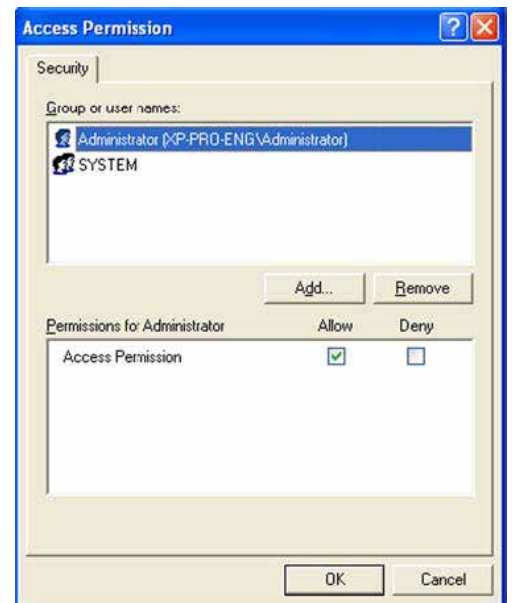 Access Permission
Security
Group or user names:
Administrator (XP-PRO-ENG\Administrator)
SYSTEM
Add...
Remove
Permissions for Administrator Allow Deny
Access Permission
OK
Cancel